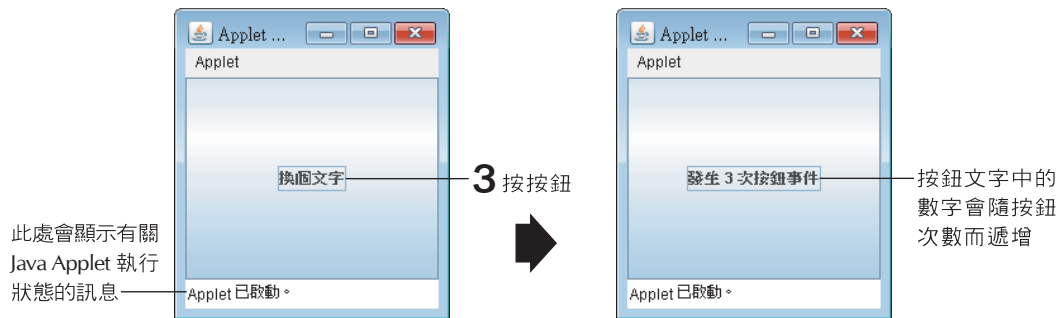 Applet ...
Applet
換個文字
3 按按鈕
此處會顯示有關
Java Applet 執行
狀態的訊息
Applet 已啟動。
Applet ...
Applet
發生 3 次按鈕事件
按鈕文字中的
數字會隨按鈕
次數而遞增
Applet 已啟動。